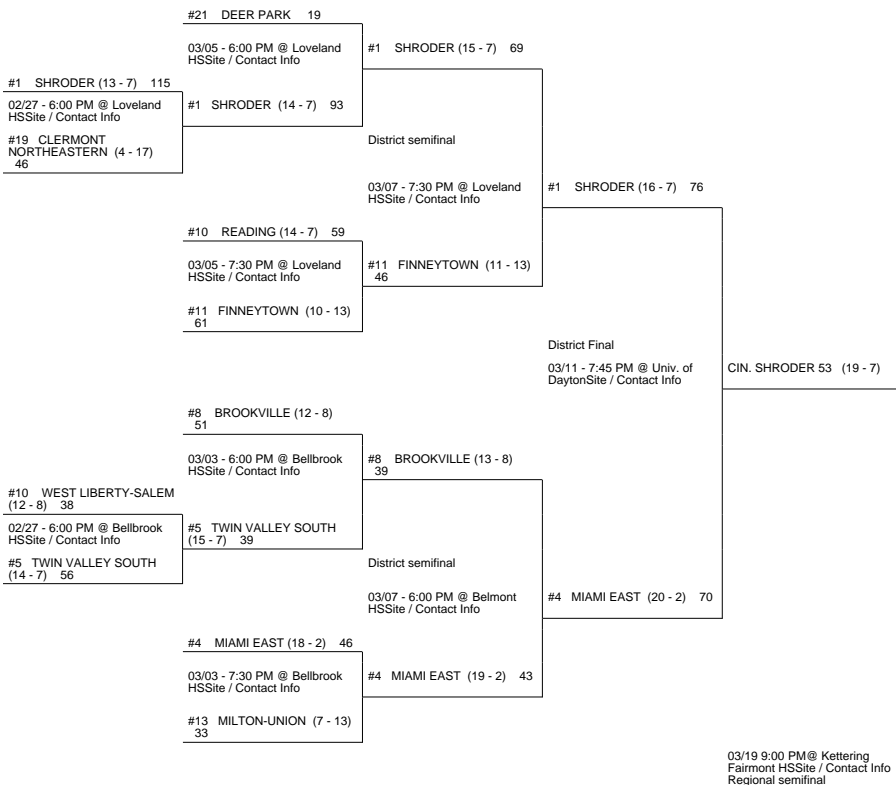 #21 DEER PARK 19
03/05 - 6:00 PM @ Loveland
HSSite / Contact Info
#1 SHRODER (15 - 7) 69
#1 SHRODER (13 - 7) 115
02/27 - 6:00 PM @ Loveland
HSSite / Contact Info
#1 SHRODER (14 - 7) 93
#19 CLERMONT
NORTHEASTERN (4 - 17)
46
District semifinal
03/07 - 7:30 PM @ Loveland
HSSite / Contact Info
#1 SHRODER (16 - 7) 76
#10 READING (14 - 7) 59
03/05 - 7:30 PM @ Loveland
HSSite / Contact Info
#11 FINNEYTOWN (11 - 13)
46
#11 FINNEYTOWN (10 - 13)
61
District Final
03/11 - 7:45 PM @ Univ. of
DaytonSite / Contact Info
CIN. SHRODER 53 (19 - 7)
#8 BROOKVILLE (12 - 8)
51
03/03 - 6:00 PM @ Bellbrook
HSSite / Contact Info
#8 BROOKVILLE (13 - 8)
39
#10 WEST LIBERTY-SALEM
(12 - 8) 38
02/27 - 6:00 PM @ Bellbrook
HSSite / Contact Info
#5 TWIN VALLEY SOUTH
(15 - 7) 39
#5 TWIN VALLEY SOUTH
(14 - 7) 56
District semifinal
03/07 - 6:00 PM @ Belmont
HSSite / Contact Info
#4 MIAMI EAST (20 - 2) 70
#4 MIAMI EAST (18 - 2) 46
03/03 - 7:30 PM @ Bellbrook
HSSite / Contact Info
#4 MIAMI EAST (19 - 2) 43
#13 MILTON-UNION (7 - 13)
33
03/19 9:00 PM@ Kettering
Fairmont HSSite / Contact Info
Regional semifinal